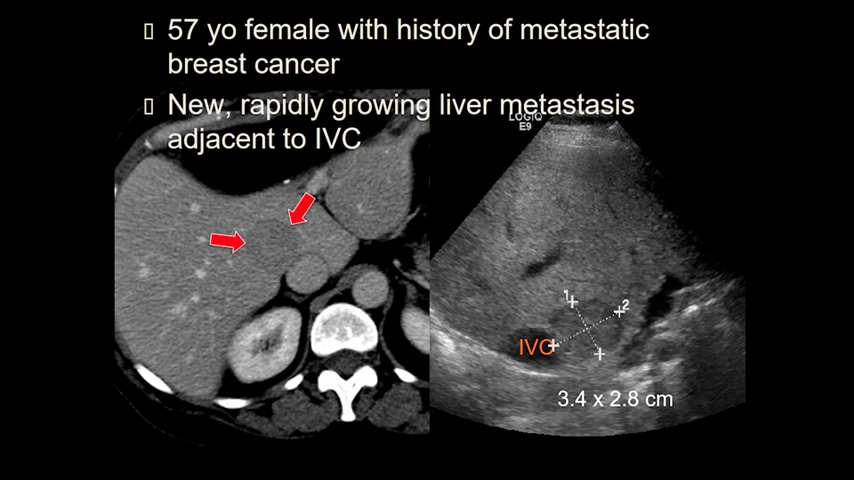 57 yo female with history of metastatic
breast cancer
New, rapidly growing liver metastasis
adjacent to IVC
LOGIQ
E9
1
2
IVC
3.4 x 2.8 cm